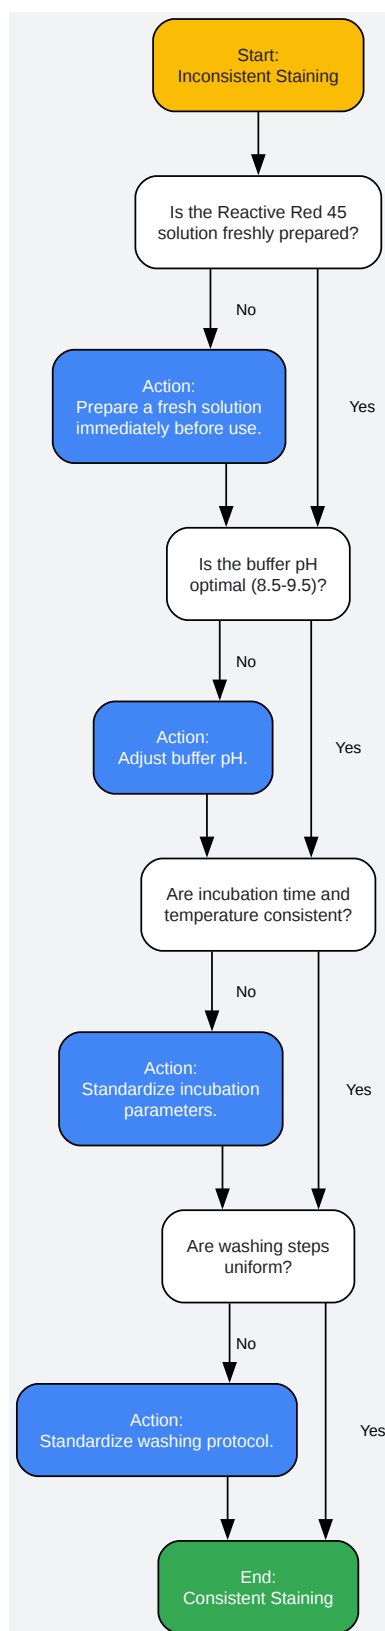 Start:
Inconsistent Staining
Is the Reactive Red 45
solution freshly prepared?
No
Action:
Prepare a fresh solution
immediately before use.
Yes
Is the buffer pH
optimal (8.5-9.5)?
No
Action:
Adjust buffer pH.
Yes
Are incubation time and
temperature consistent?
No
Action:
Standardize incubation
parameters.
Yes
Are washing steps
uniform?
No
Action:
Standardize washing protocol.
Yes
End:
Consistent Staining